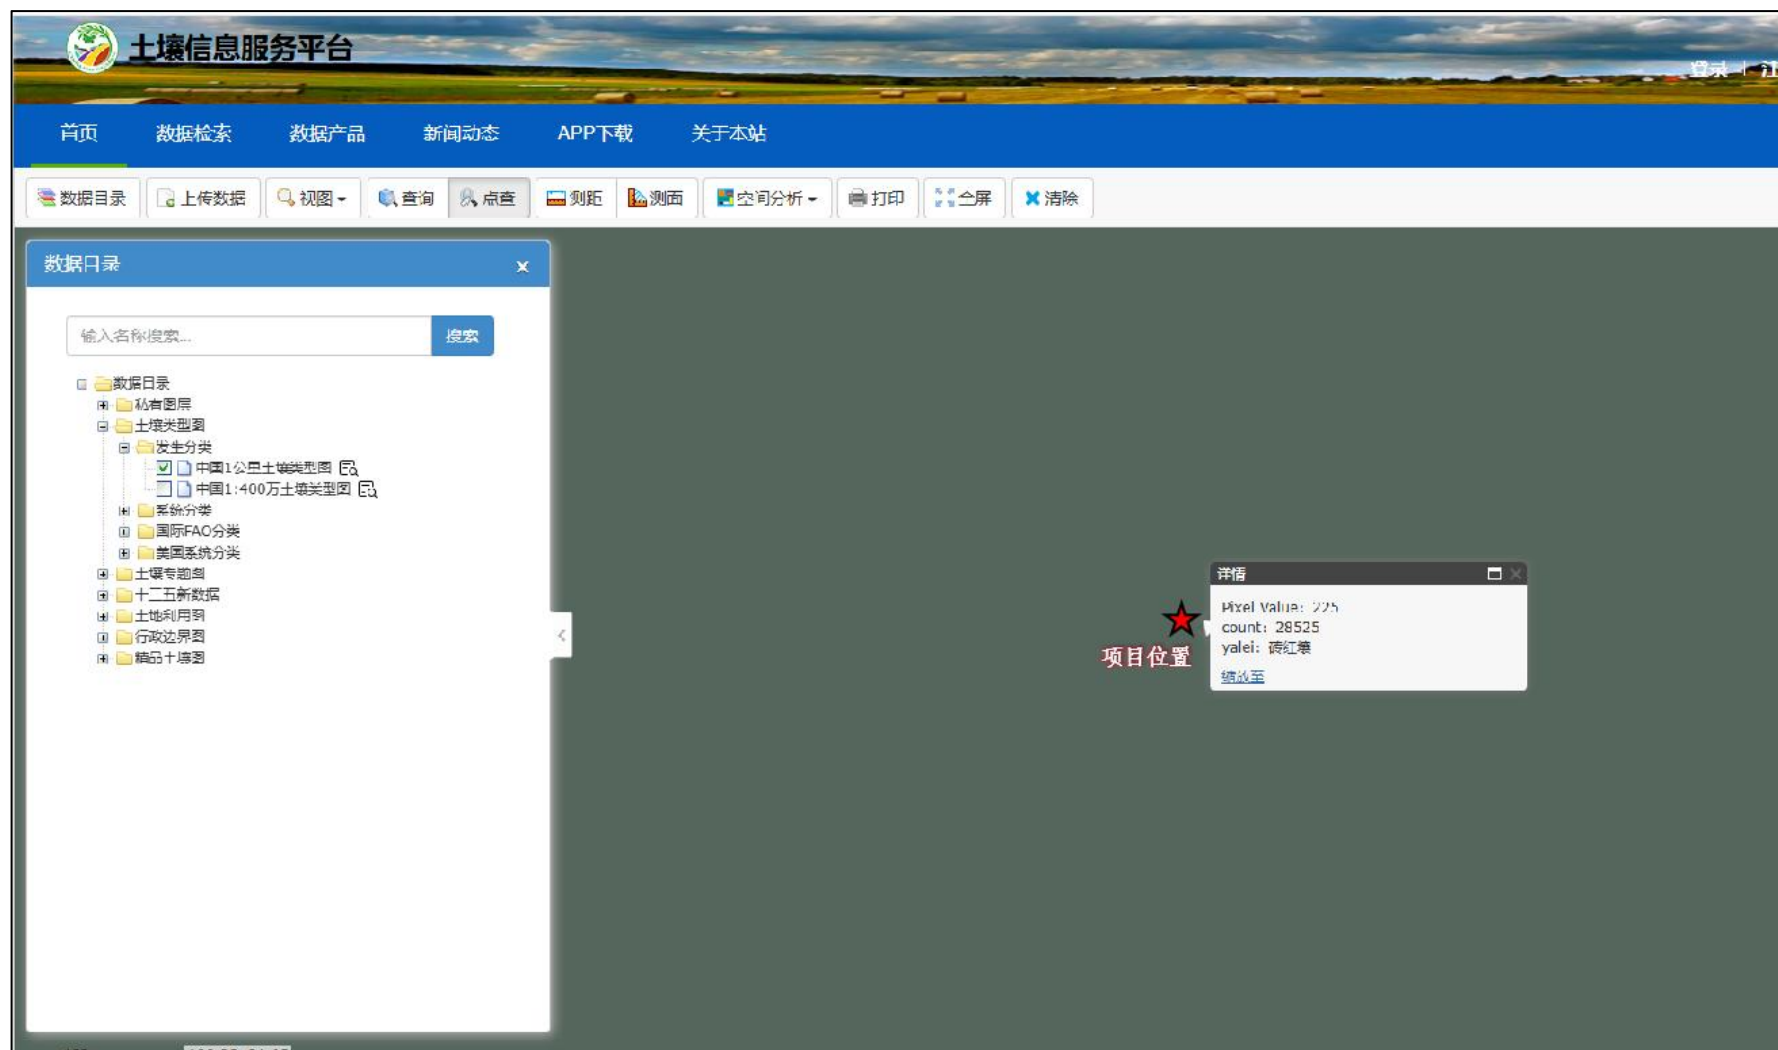 土壤信息服务平台
登录 | 注
首页 数据检索 数据产品 新闻动态 APP下载 关于本站
数据目录 上传数据 视图 查询 点查 测距 测面 空间分析 打印 全屏 清除
数据目录
输入名称搜索... 搜索
数据目录
私有图层
土壤类型图
发生分类
中国1公里土壤类型图
中国1:400万土壤类型图
系统分类
国际FAO分类
美国系统分类
土壤专题图
十二五新数据
土地利用图
行政边界图
精品土壤图
详情
Pixel Value: 225
count: 28525
yalei: 砖红壤
缩放至
项目位置